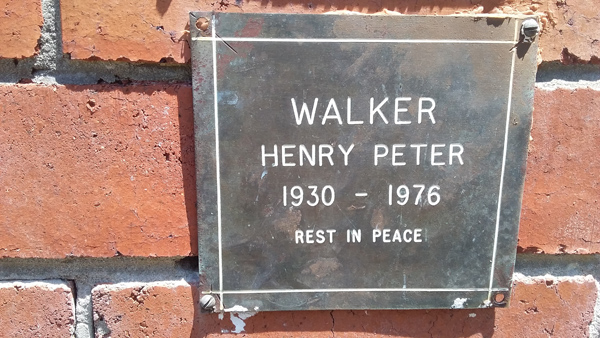 WALKER
HENRY PETER
1930 - 1976
REST IN PEACE